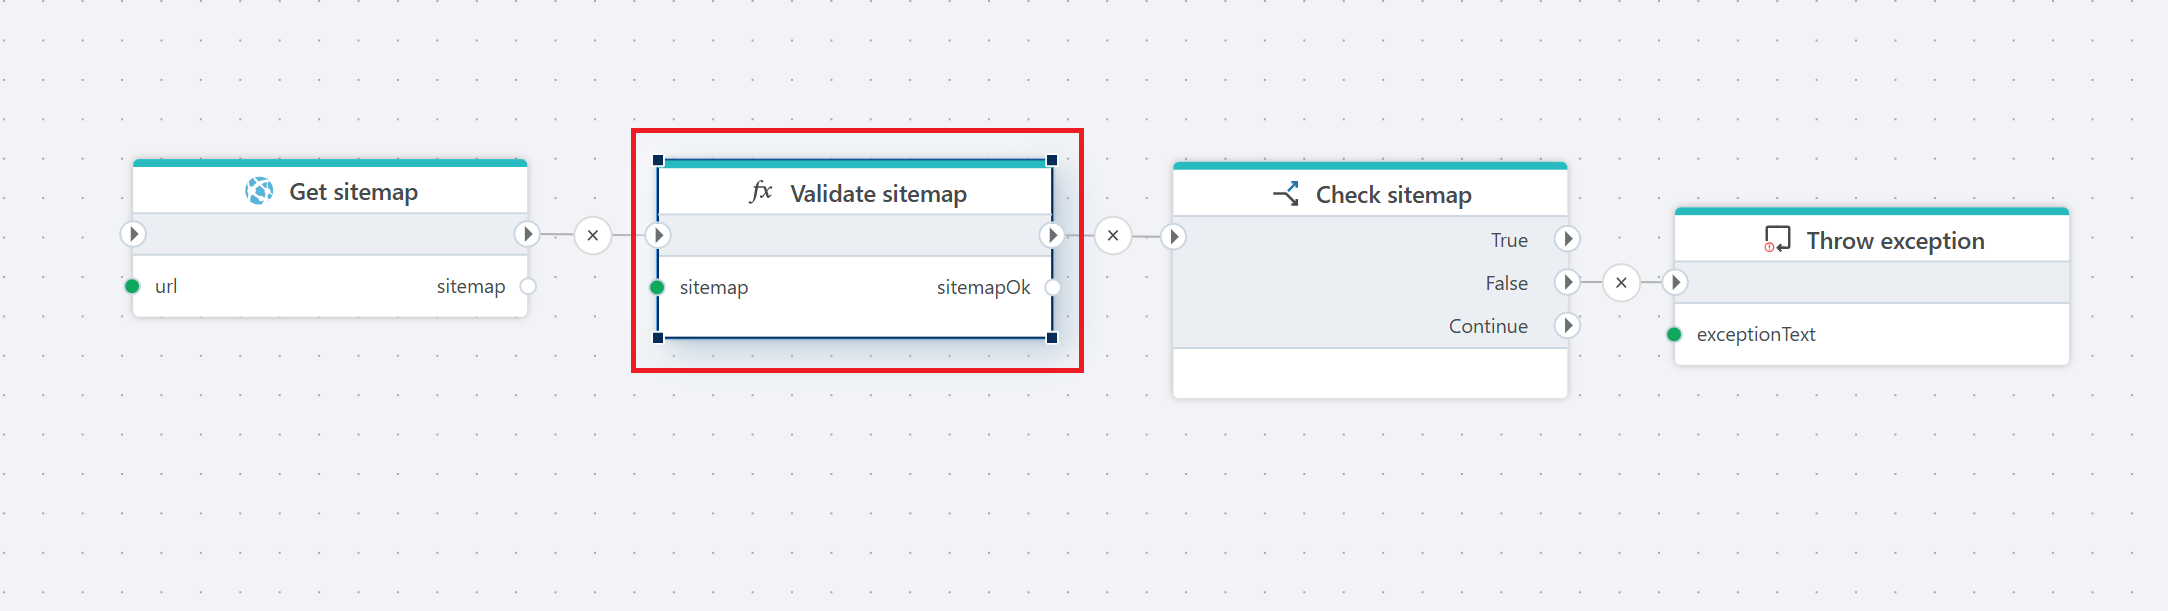 Get sitemap
url
sitemap
fx Validate sitemap
sitemap
sitemapOk
Check sitemap
True
False
Continue
Throw exception
exceptionText